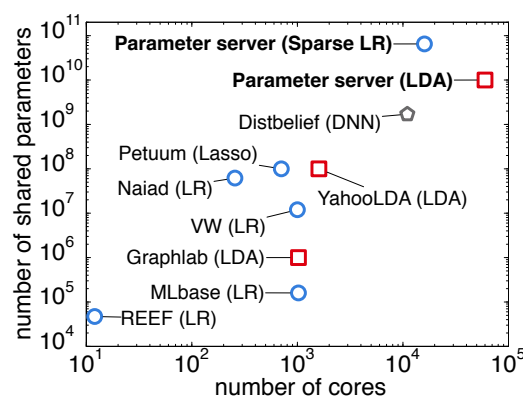 number of shared parameters
10^11
10^10
10^9
10^8
10^7
10^6
10^5
10^4
Parameter server (Sparse LR)
Parameter server (LDA)
Distbelief (DNN)
Petuum (Lasso)
Naiad (LR)
YahooLDA (LDA)
VW (LR)
Graphlab (LDA)
MLbase (LR)
REEF (LR)
10^1 10^2 10^3 10^4 10^5
number of cores